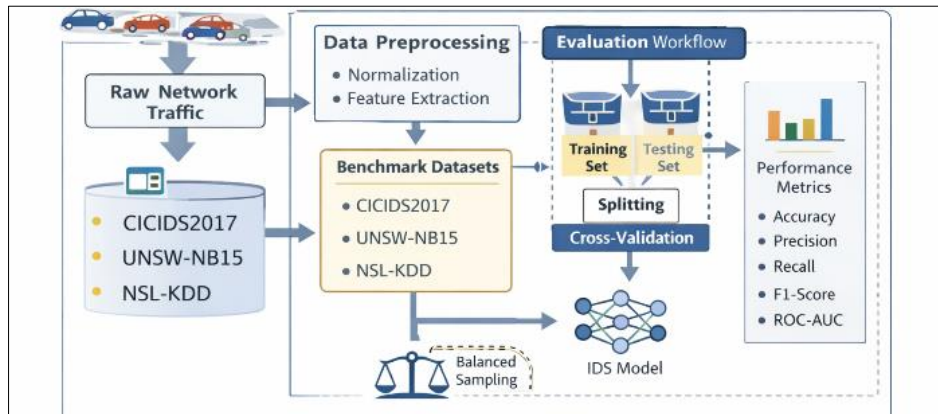 Raw Network
Traffic
CICIDS2017
UNSW-NB15
NSL-KDD
Data Preprocessing
Normalization
Feature Extraction
Benchmark Datasets
CICIDS2017
UNSW-NB15
NSL-KDD
Balanced
Sampling
Evaluation Workflow
Training
Set
Testing
Set
Splitting
Cross-Validation
IDS Model
Performance
Metrics
Accuracy
Precision
Recall
F1-Score
ROC-AUC